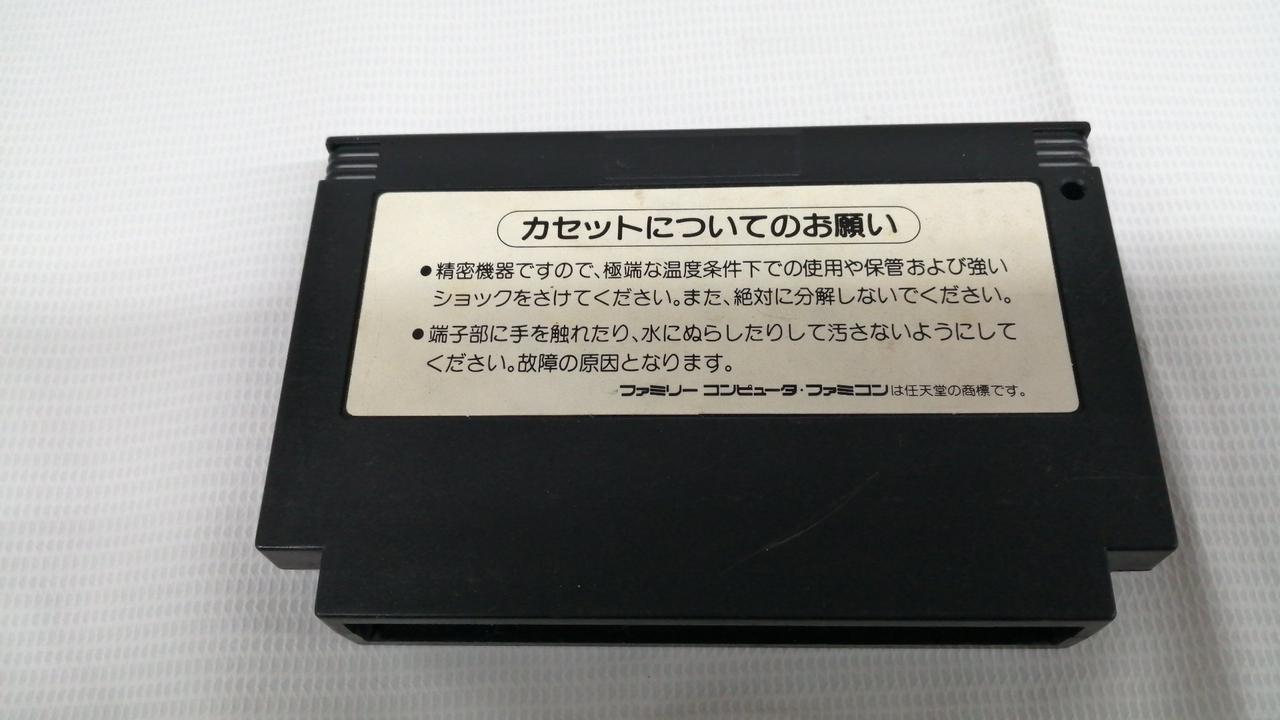 カセットについてのお願い
●精密機器ですので、極端な温度条件下での使用や保管および強い
ショックをさけてください。また、絶対に分解しないでください。
●端子部に手を触れたり、水にぬらしたりして汚さないようにして
ください。故障の原因となります。
ファミリー コンピュータ・ファミコンは任天堂の商標です。